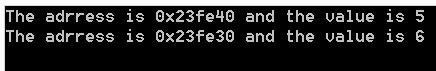 The adrress is 0x23fe40 and the value is 5
The adrress is 0x23fe30 and the value is 6